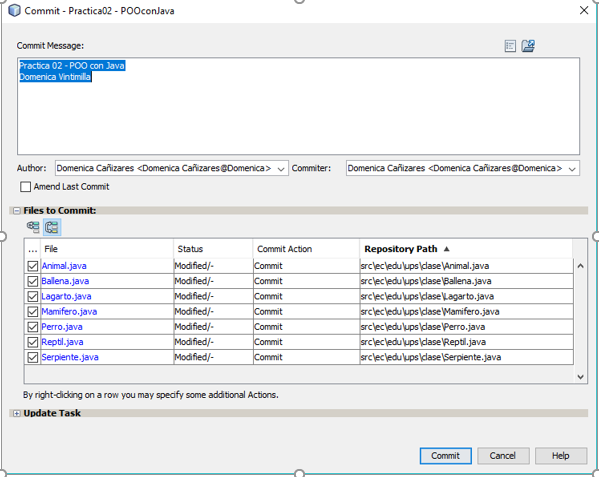 Commit - Practica02 - POOconJava
Commit Message:
Practica 02 - POO con Java
Domenica Vintimilla
Author: Domenica Cañizares <Domenica Cañizares@Domenica> Commiter: Domenica Cañizares <Domenica Cañizares@Domenica>
Amend Last Commit
Files to Commit:
... File Status Commit Action Repository Path
Animal.java Modified/- Commit src\ec\edu\ups\clase\Animal.java
Ballena.java Modified/- Commit src\ec\edu\ups\clase\Ballena.java
Lagarto.java Modified/- Commit src\ec\edu\ups\clase\Lagarto.java
Mamifero.java Modified/- Commit src\ec\edu\ups\clase\Mamifero.java
Perro.java Modified/- Commit src\ec\edu\ups\clase\Perro.java
Reptil.java Modified/- Commit src\ec\edu\ups\clase\Reptil.java
Serpiente.java Modified/- Commit src\ec\edu\ups\clase\Serpiente.java
By right-clicking on a row you may specify some additional Actions.
Update Task
Commit Cancel Help